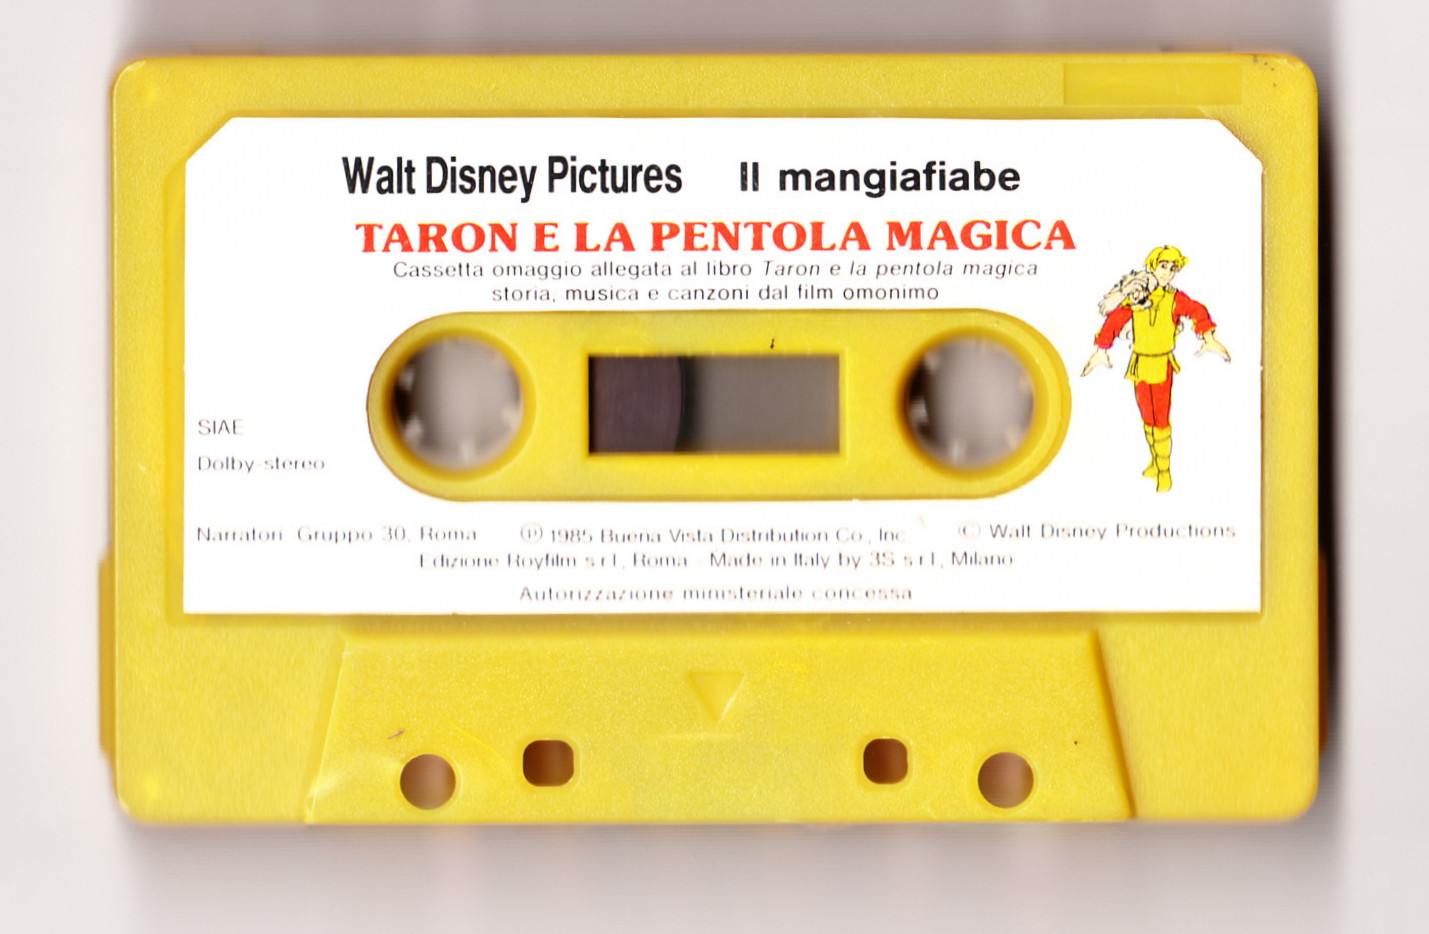 Walt Disney Pictures Il mangiafiabe
TARON E LA PENTOLA MAGICA
Cassetta omaggio allegata al libro Taron e la pentola magica
storia, musica e canzoni dal film omonimo
SIAE
Dolby-stereo
Narratori Gruppo 30, Roma ℗ 1985 Buena Vista Distribution Co., Inc. © Walt Disney Productions
Edizione Royfilm s.r.l., Roma - Made in Italy by 3S s.r.l., Milano
Autorizzazione ministeriale concessa